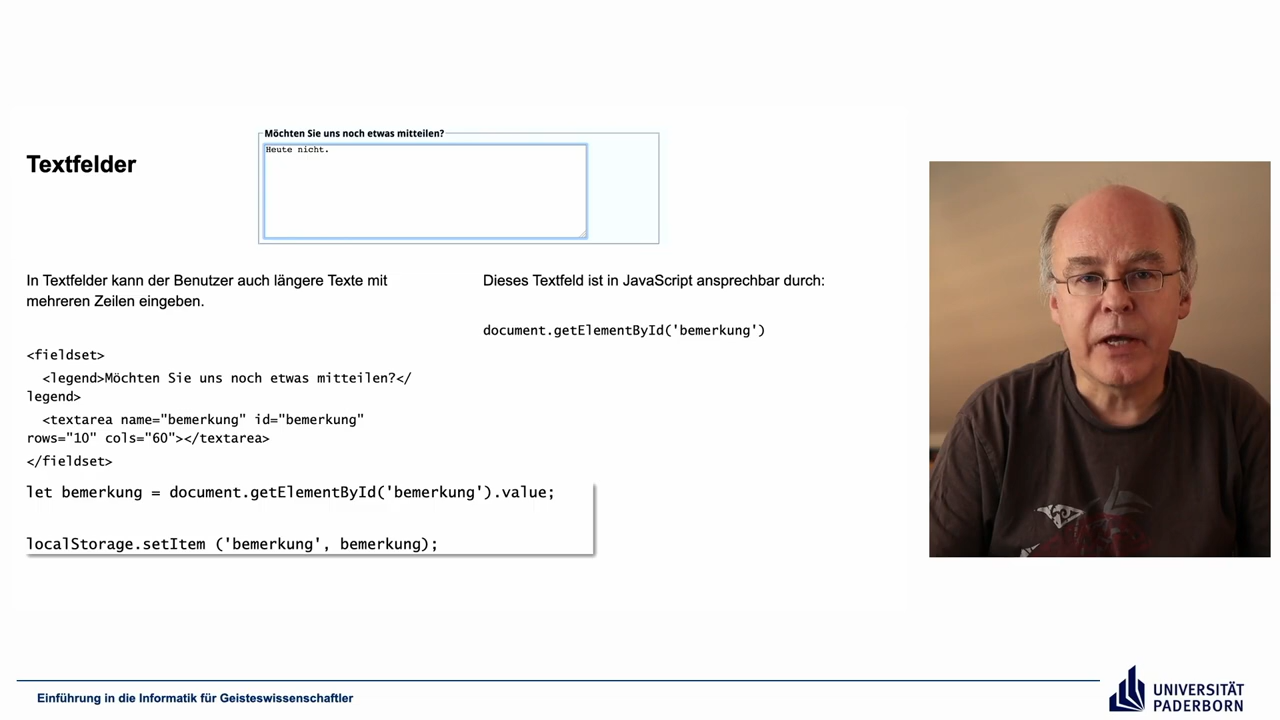 Möchten Sie uns noch etwas mitteilen?
Heute nicht.
Textfelder
In Textfelder kann der Benutzer auch längere Texte mit
mehreren Zeilen eingeben.
<fieldset>
<legend>Möchten Sie uns noch etwas mitteilen?</
legend>
<textarea name="bemerkung" id="bemerkung"
rows="10" cols="60"></textarea>
</fieldset>
let bemerkung = document.getElementById('bemerkung').value;
localStorage.setItem ('bemerkung', bemerkung);
Dieses Textfeld ist in JavaScript ansprechbar durch:
document.getElementById('bemerkung')
Einführung in die Informatik für Geisteswissenschaftler
UNIVERSITÄT
PADERBORN